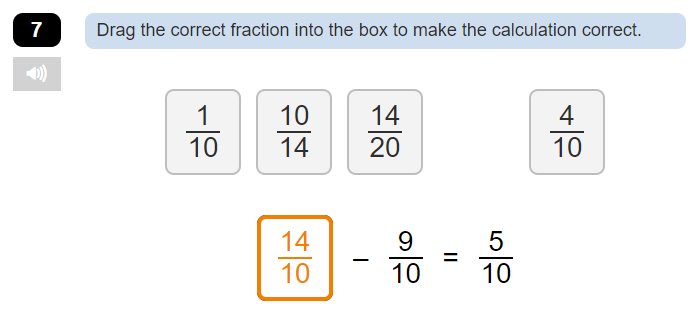 7 Drag the correct fraction into the box to make the calculation correct.
1/10 10/14 14/20 4/10
14/10 – 9/10 = 5/10